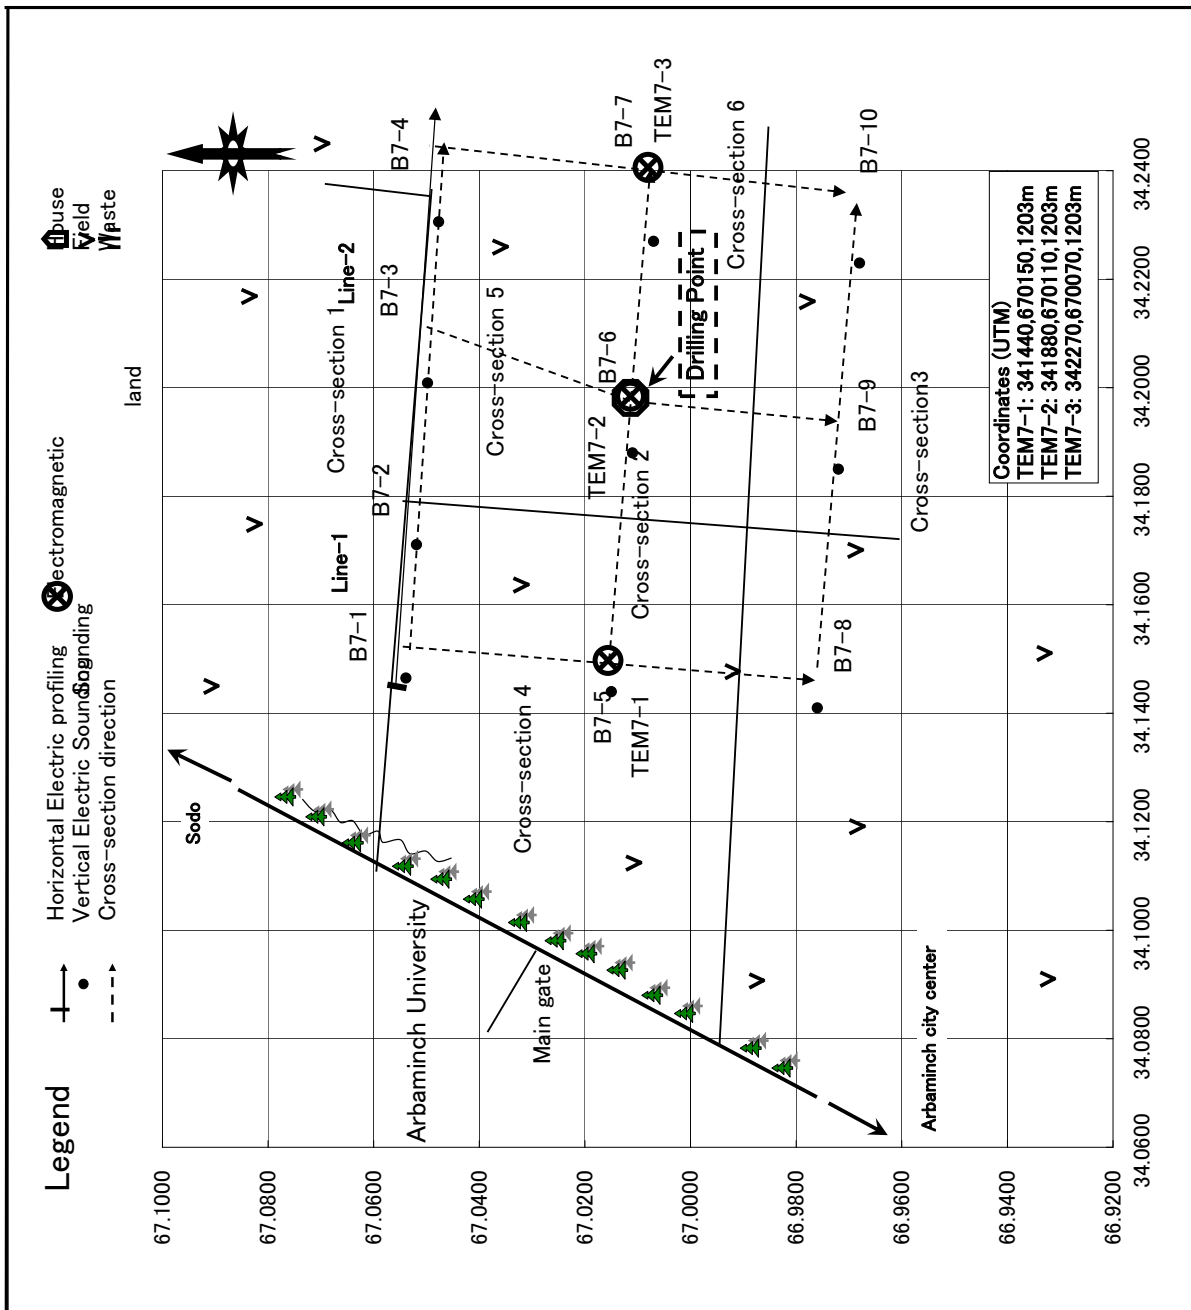 Legend
Horizontal Electric profiling
Vertical Electric Sounding
Cross-section direction
Electromagnetic
Sounding
House
Field
Waste
land
Sodo
Arbaminch University
Main gate
Arbaminch city center
Line-1
Line-2
Cross-section 1
B7-1
B7-2
B7-3
B7-4
Cross-section 4
Cross-section 5
B7-5
TEM7-1
Cross-section 2
TEM7-2
B7-6
Drilling Point 1
B7-7
TEM7-3
Cross-section 6
B7-8
B7-9
B7-10
Cross-section3
Coordinates (UTM)
TEM7-1: 341440,670150,1203m
TEM7-2: 341880,670110,1203m
TEM7-3: 342270,670070,1203m
67.1000
67.0800
67.0600
67.0400
67.0200
67.0000
66.9800
66.9600
66.9400
66.9200
34.0600
34.0800
34.1000
34.1200
34.1400
34.1600
34.1800
34.2000
34.2200
34.2400